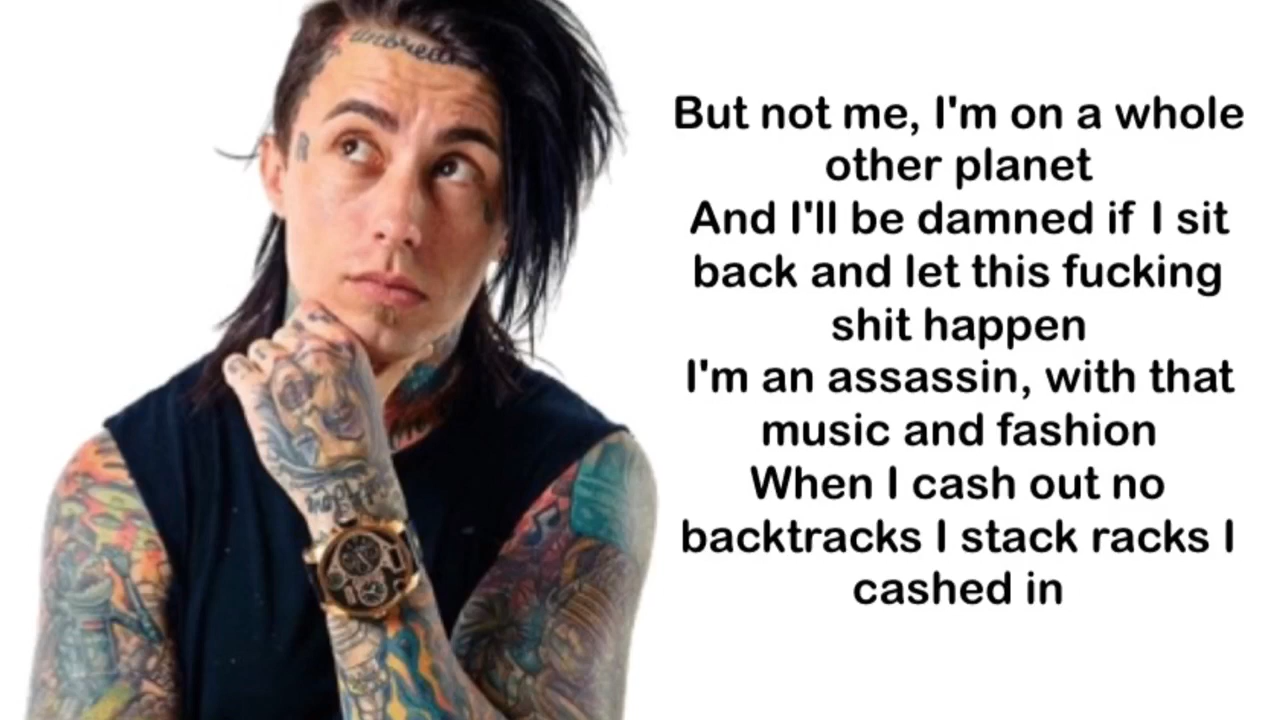 But not me, I'm on a whole
other planet
And I'll be damned if I sit
back and let this fucking
shit happen
I'm an assassin, with that
music and fashion
When I cash out no
backtracks I stack racks I
cashed in